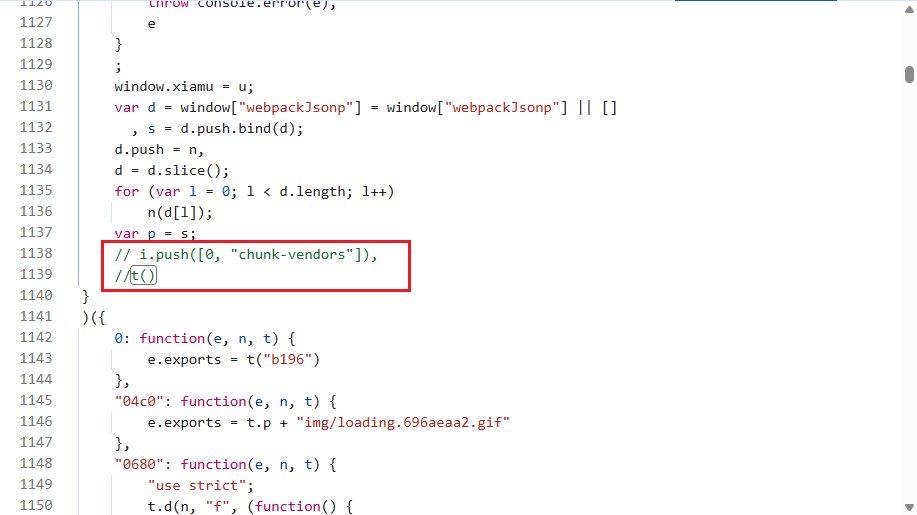 1126 throw console.error(e),
1127 e
1128 }
1129 ;
1130 window.xiamu = u;
1131 var d = window["webpackJsonp"] = window["webpackJsonp"] || []
1132 , s = d.push.bind(d);
1133 d.push = n,
1134 d = d.slice();
1135 for (var l = 0; l < d.length; l++)
1136 n(d[l]);
1137 var p = s;
1138 // i.push([0, "chunk-vendors"]),
1139 //t()
1140 }
1141 )({
1142 0: function(e, n, t) {
1143 e.exports = t("b196")
1144 },
1145 "04c0": function(e, n, t) {
1146 e.exports = t.p + "img/loading.696aeaa2.gif"
1147 },
1148 "0680": function(e, n, t) {
1149 "use strict";
1150 t.d(n, "f", (function() {